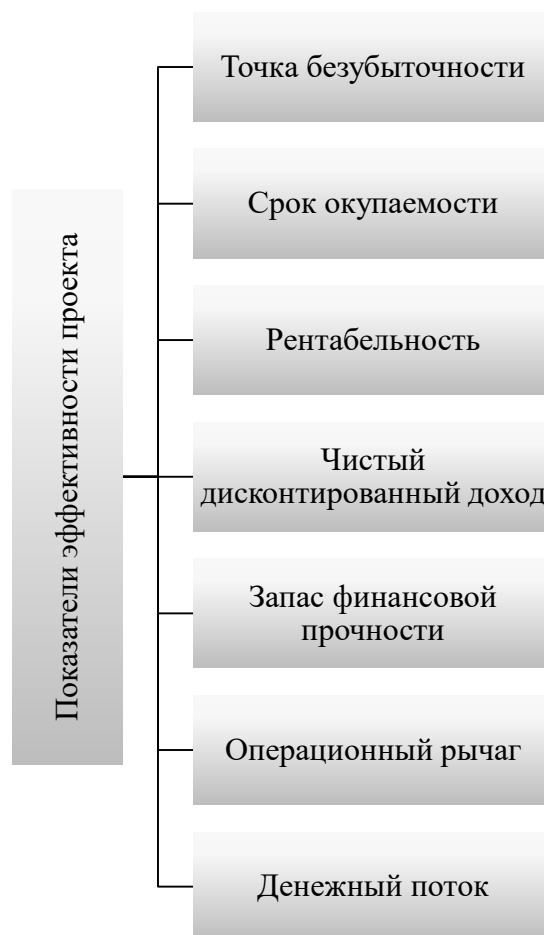 Показатели эффективности проекта
Точка безубыточности
Срок окупаемости
Рентабельность
Чистый
дисконтированный доход
Запас финансовой
прочности
Операционный рычаг
Денежный поток